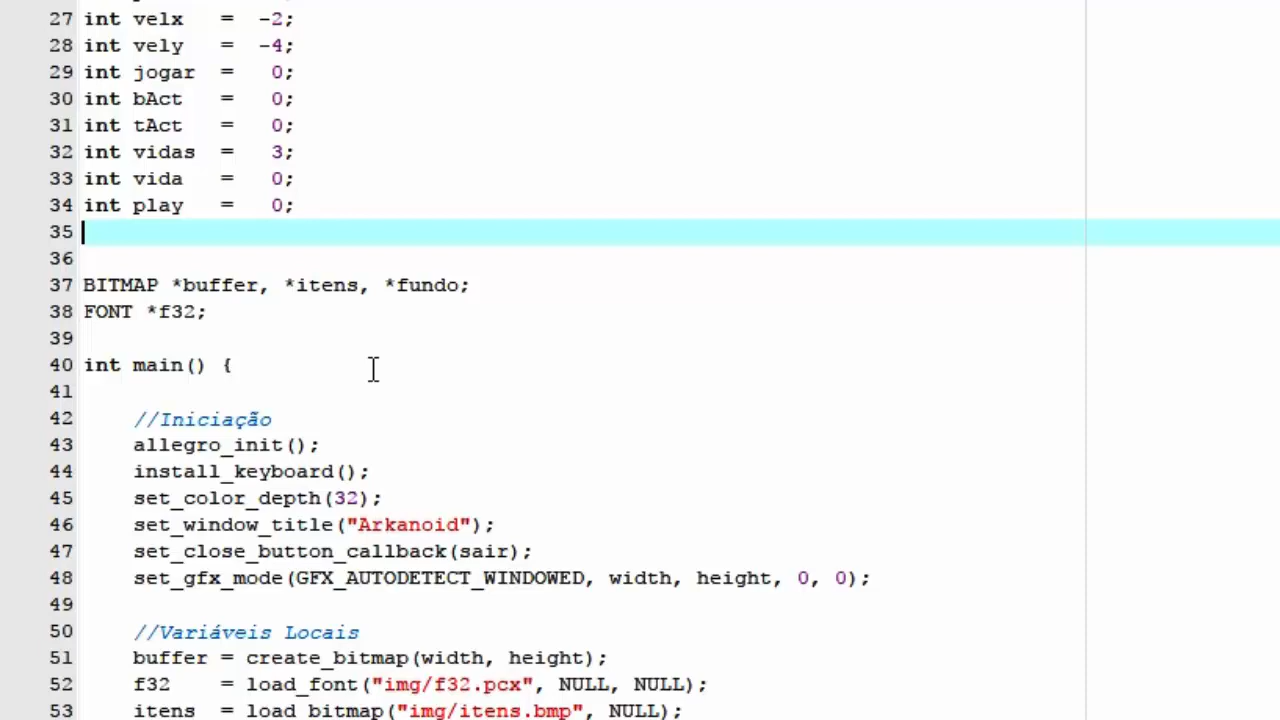 27 int velx   =  -2;
28 int vely   =  -4;
29 int jogar  =   0;
30 int bAct   =   0;
31 int tAct   =   0;
32 int vidas  =   3;
33 int vida   =   0;
34 int play   =   0;
35
36
37 BITMAP *buffer, *itens, *fundo;
38 FONT *f32;
39
40 int main() {
41
42     //Iniciação
43     allegro_init();
44     install_keyboard();
45     set_color_depth(32);
46     set_window_title("Arkanoid");
47     set_close_button_callback(sair);
48     set_gfx_mode(GFX_AUTODETECT_WINDOWED, width, height, 0, 0);
49
50     //Variáveis Locais
51     buffer = create_bitmap(width, height);
52     f32    = load_font("img/f32.pcx", NULL, NULL);
53     itens  = load_bitmap("img/itens.bmp", NULL);